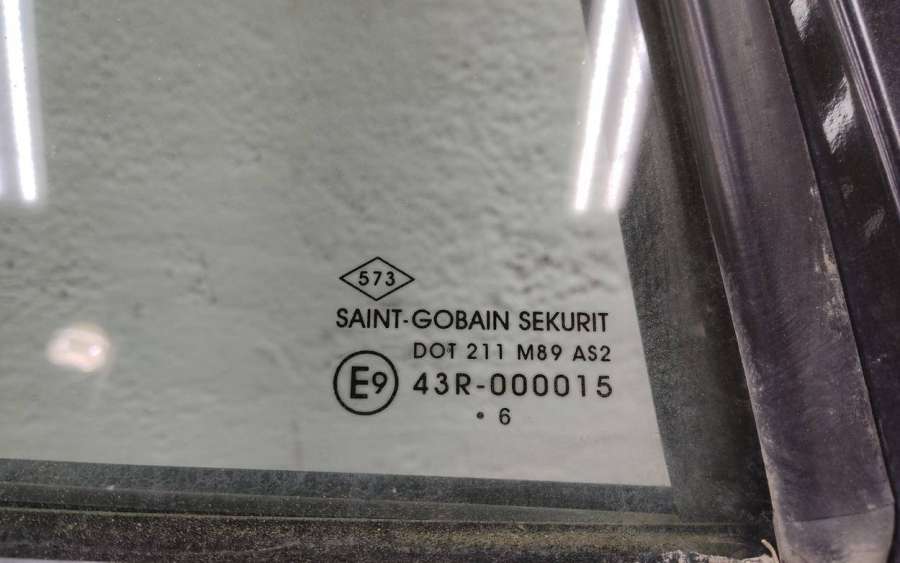 573
SAINT-GOBAIN SEKURIT
DOT 211 M89 AS2
E9 43R-000015
• 6